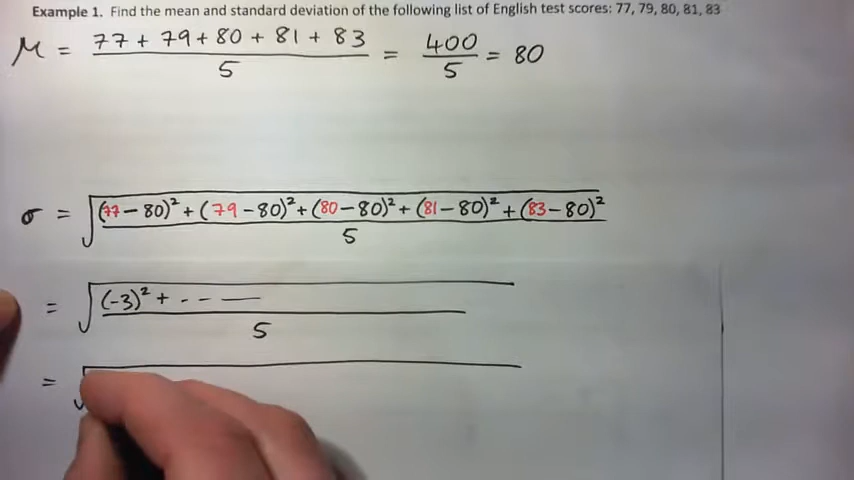 Example 1. Find the mean and standard deviation of the following list of English test scores: 77, 79, 80, 81, 83
μ = (77 + 79 + 80 + 81 + 83)/5 = 400/5 = 80
σ = √((77 − 80)² + (79 − 80)² + (80 − 80)² + (81 − 80)² + (83 − 80)²)/5
= √((-3)² + - - —)/5
= √